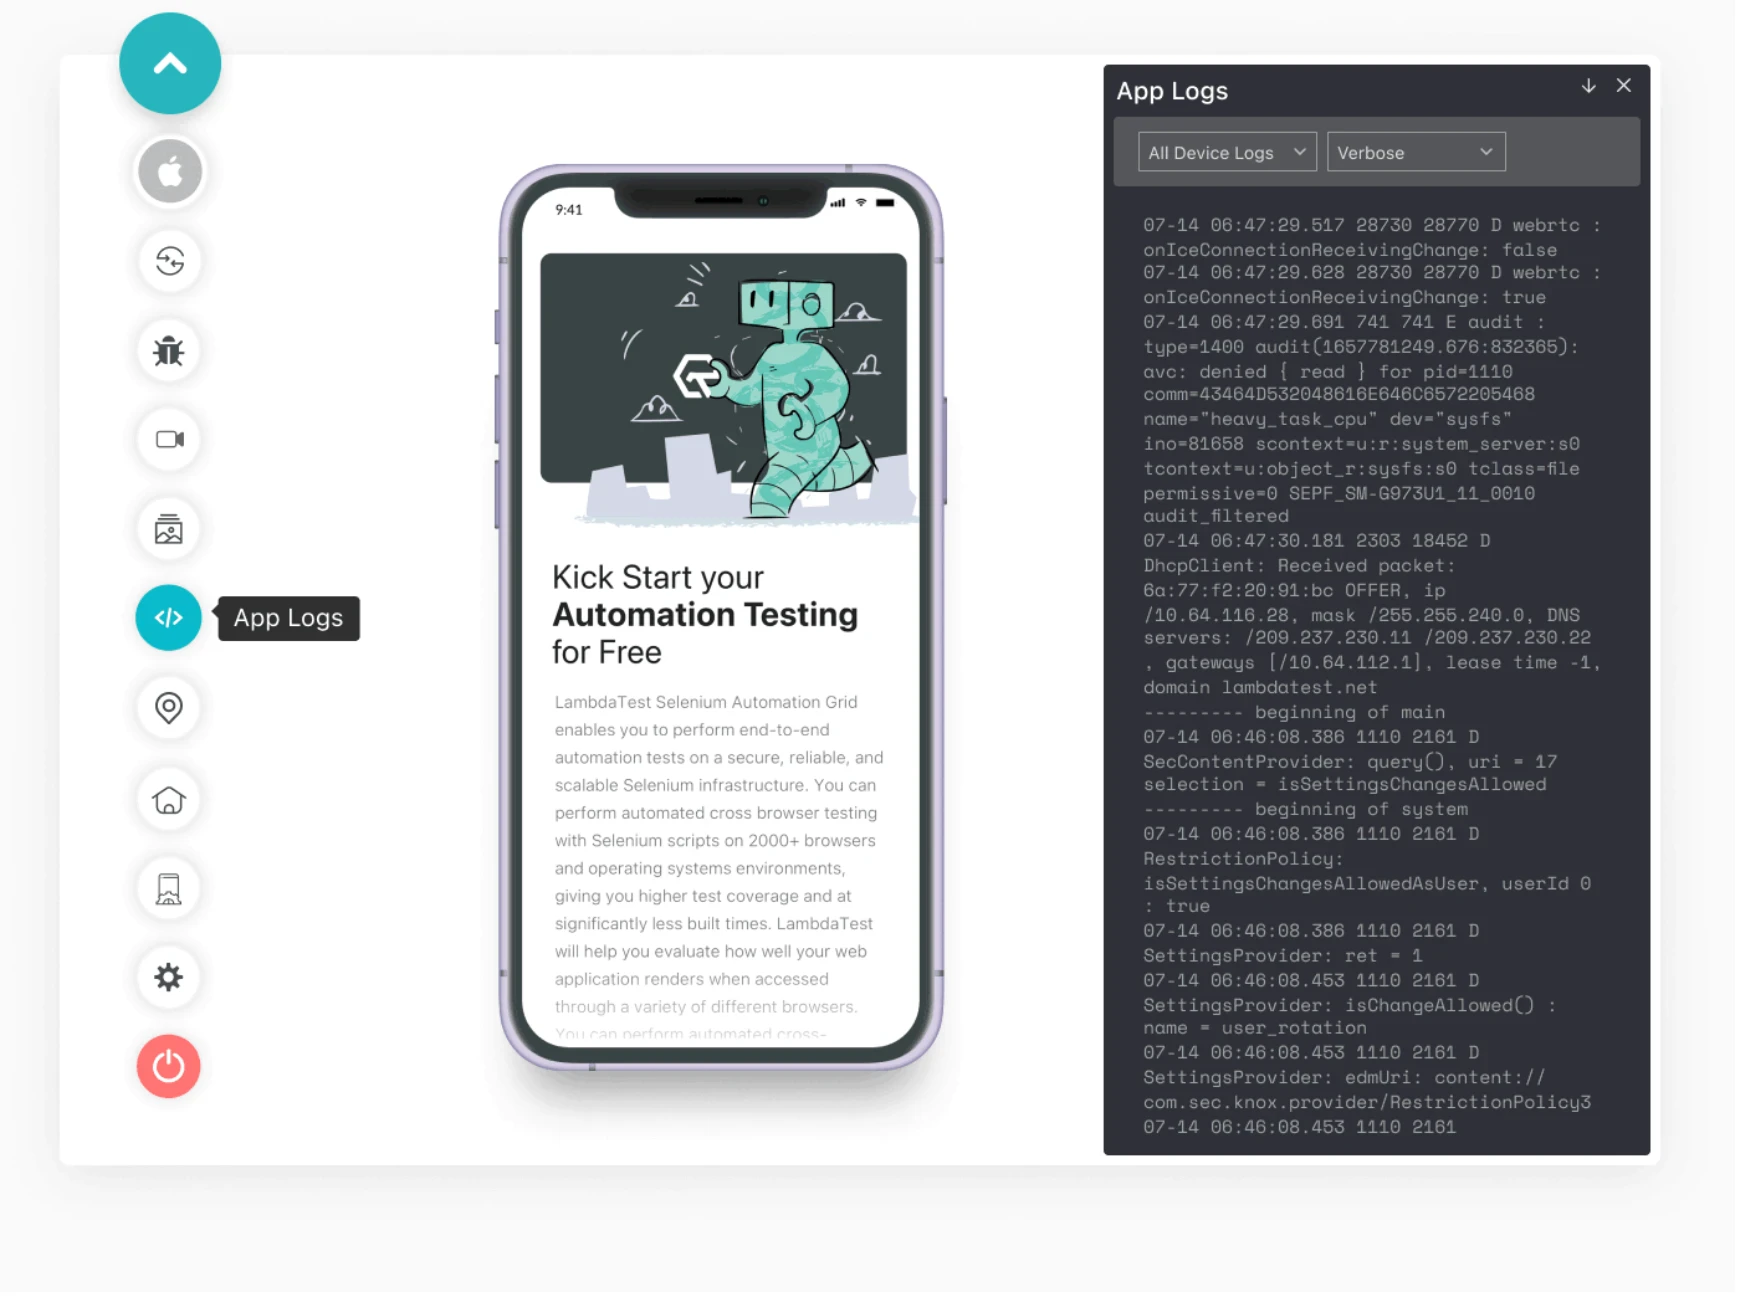 App Logs
9:41
Kick Start your
Automation Testing
for Free
LambdaTest Selenium Automation Grid
enables you to perform end-to-end
automation tests on a secure, reliable, and
scalable Selenium infrastructure. You can
perform automated cross browser testing
with Selenium scripts on 2000+ browsers
and operating systems environments,
giving you higher test coverage and at
significantly less built times. LambdaTest
will help you evaluate how well your web
application renders when accessed
through a variety of different browsers.
You can perform automated cross-
App Logs
All Device Logs
Verbose
07-14 06:47:29.517 28730 28770 D webrtc :
onIceConnectionReceivingChange: false
07-14 06:47:29.628 28730 28770 D webrtc :
onIceConnectionReceivingChange: true
07-14 06:47:29.691 741 741 E audit :
type=1400 audit(1657781249.676:832365):
avc: denied { read } for pid=1110
comm=43464D532048616E646C6572205468
name="heavy_task_cpu" dev="sysfs"
ino=81658 scontext=u:r:system_server:s0
tcontext=u:object_r:sysfs:s0 tclass=file
permissive=0 SEPF_SM-G973U1_11_0010
audit_filtered
07-14 06:47:30.181 2303 18452 D
DhcpClient: Received packet:
6a:77:f2:20:91:bc OFFER, ip
/10.64.116.28, mask /255.255.240.0, DNS
servers: /209.237.230.11 /209.237.230.22
, gateways [/10.64.112.1], lease time -1,
domain lambdatest.net
--------- beginning of main
07-14 06:46:08.386 1110 2161 D
SecContentProvider: query(), uri = 17
selection = isSettingsChangesAllowed
--------- beginning of system
07-14 06:46:08.386 1110 2161 D
RestrictionPolicy:
isSettingsChangesAllowedAsUser, userId 0
: true
07-14 06:46:08.386 1110 2161 D
SettingsProvider: ret = 1
07-14 06:46:08.453 1110 2161 D
SettingsProvider: isChangeAllowed() :
name = user_rotation
07-14 06:46:08.453 1110 2161 D
SettingsProvider: edmUri: content://
com.sec.knox.provider/RestrictionPolicy3
07-14 06:46:08.453 1110 2161